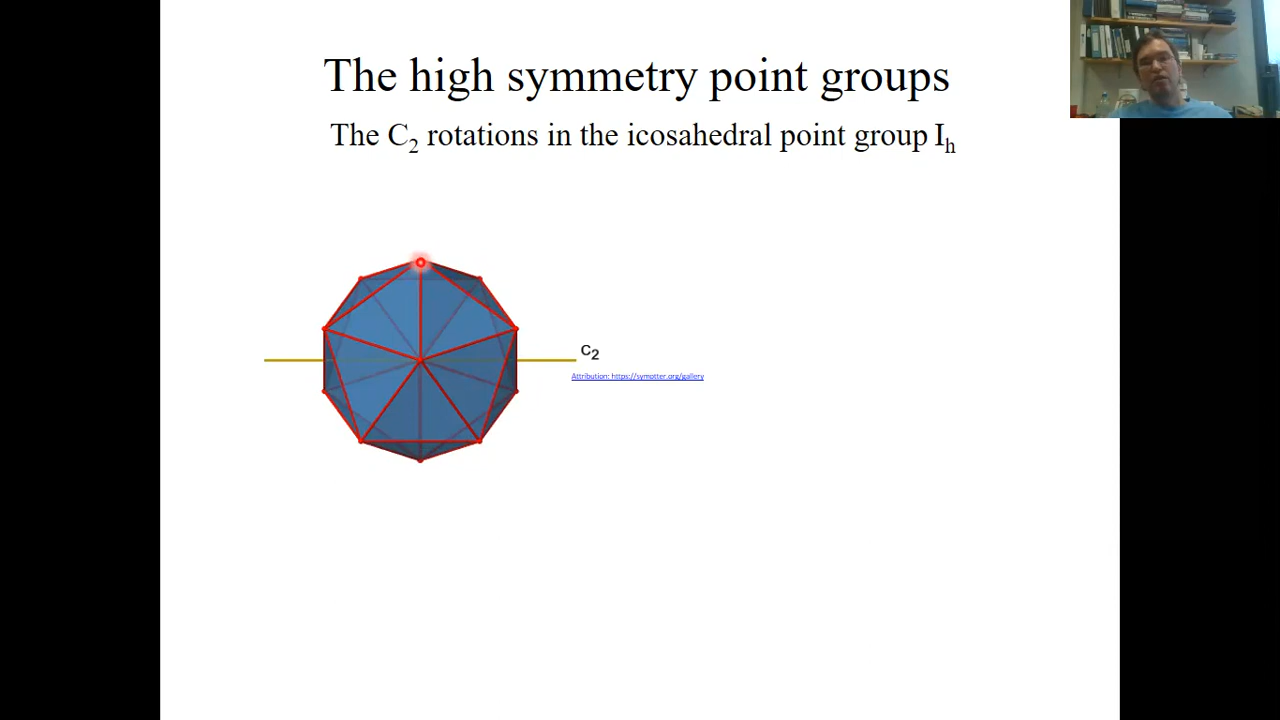 The high symmetry point groups
The C₂ rotations in the icosahedral point group Iₕ
C₂
Attribution: https://symotter.org/gallery